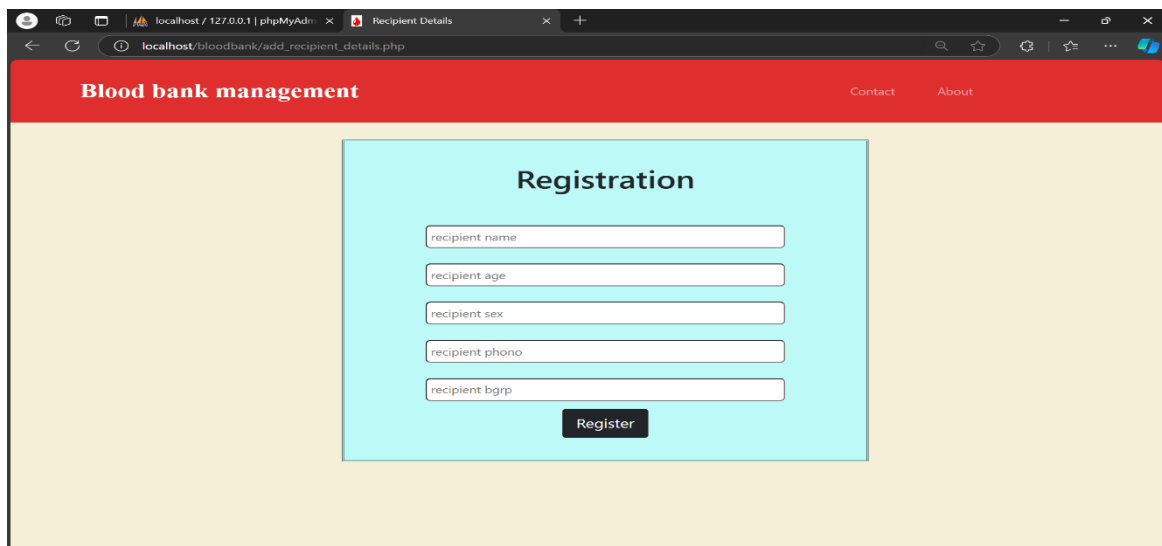 localhost / 127.0.0.1 | phpMyAdm
Recipient Details
localhost/bloodbank/add_recipient_details.php
Blood bank management
Contact
About
Registration
recipient name
recipient age
recipient sex
recipient phono
recipient bgrp
Register